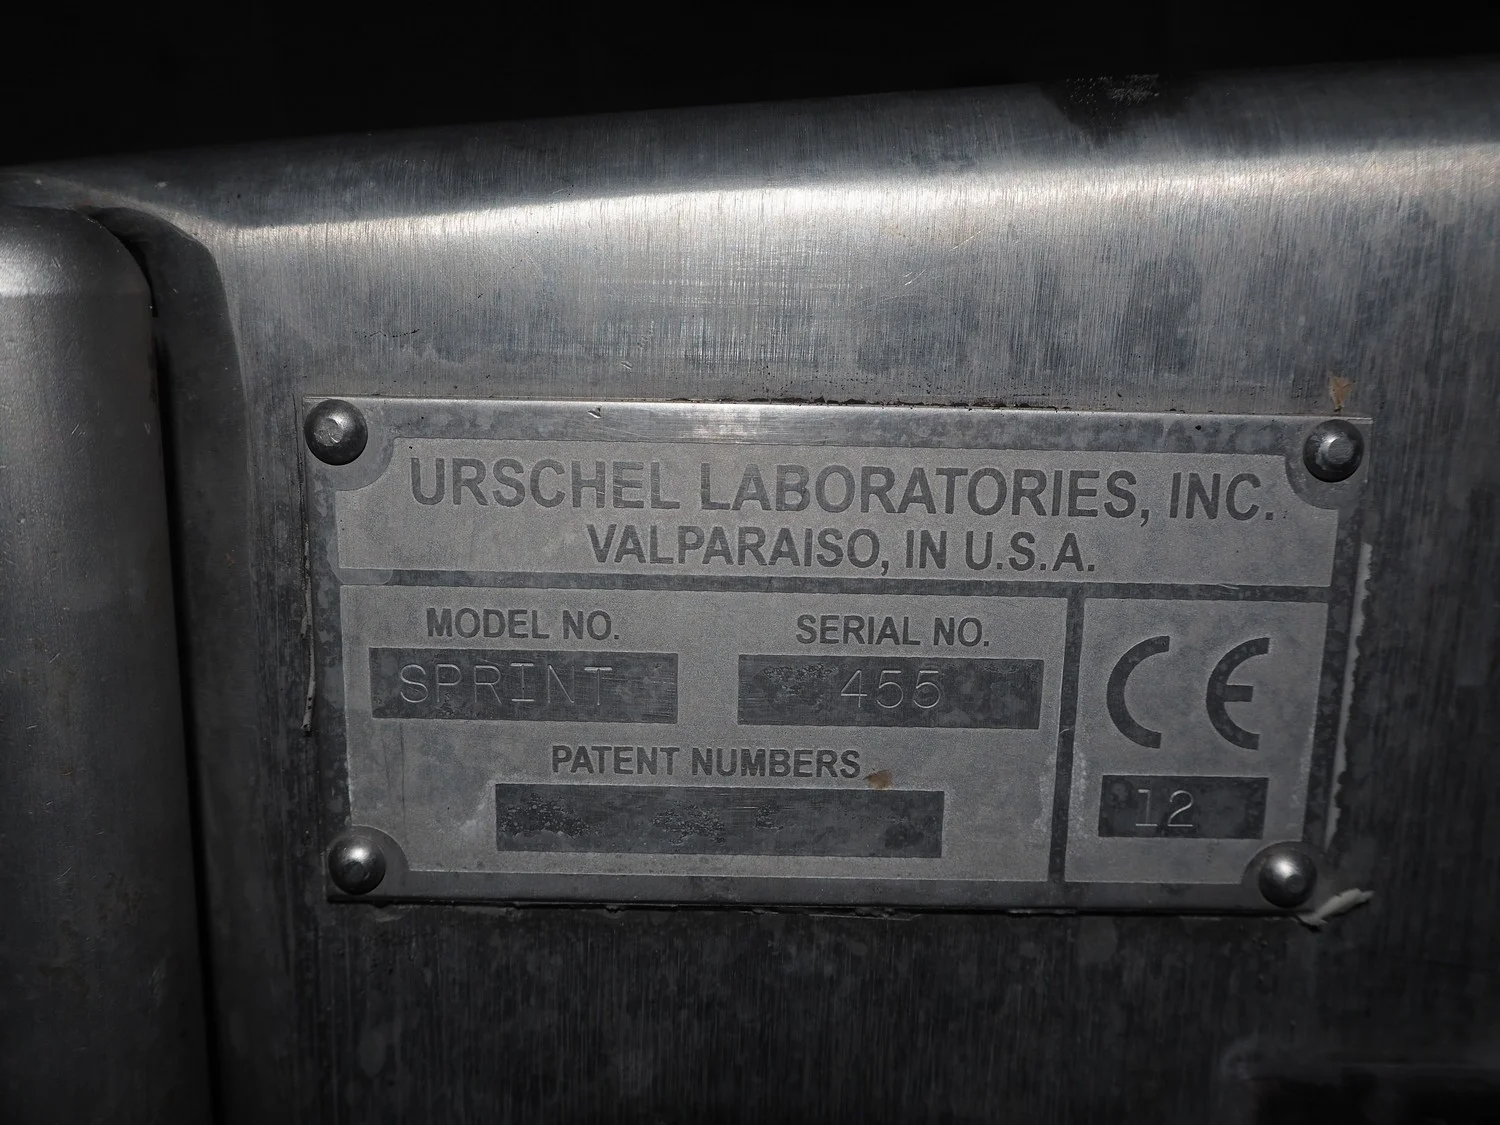 URSCHEL LABORATORIES, INC.
VALPARAISO, IN U.S.A.
MODEL NO.
SPRINT
SERIAL NO.
455
PATENT NUMBERS
CE
12